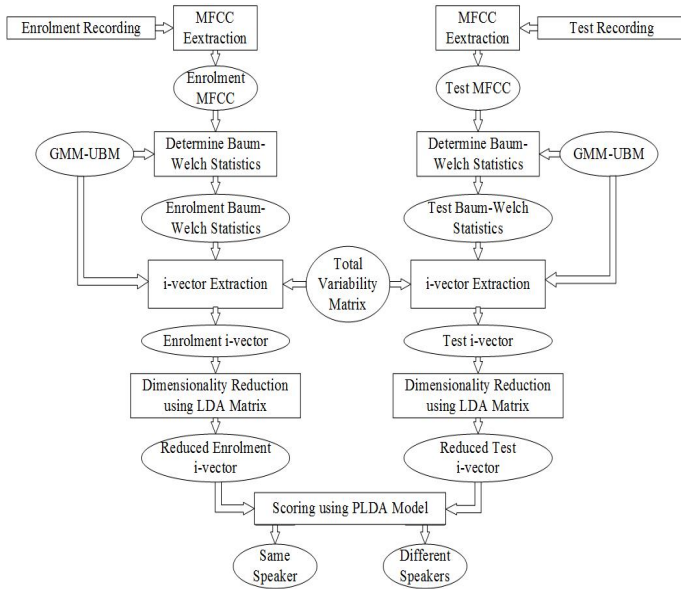 Enrolment Recording
MFCC
Eextraction
MFCC
Eextraction
Test Recording
Enrolment
MFCC
Test MFCC
GMM-UBM
Determine Baum-
Welch Statistics
Determine Baum-
Welch Statistics
GMM-UBM
Enrolment Baum-
Welch Statistics
Test Baum-Welch
Statistics
i-vector Extraction
Total
Variability
Matrix
i-vector Extraction
Enrolment i-vector
Test i-vector
Dimensionality Reduction
using LDA Matrix
Dimensionality Reduction
using LDA Matrix
Reduced Enrolment
i-vector
Reduced Test
i-vector
Scoring using PLDA Model
Same
Speaker
Different
Speakers